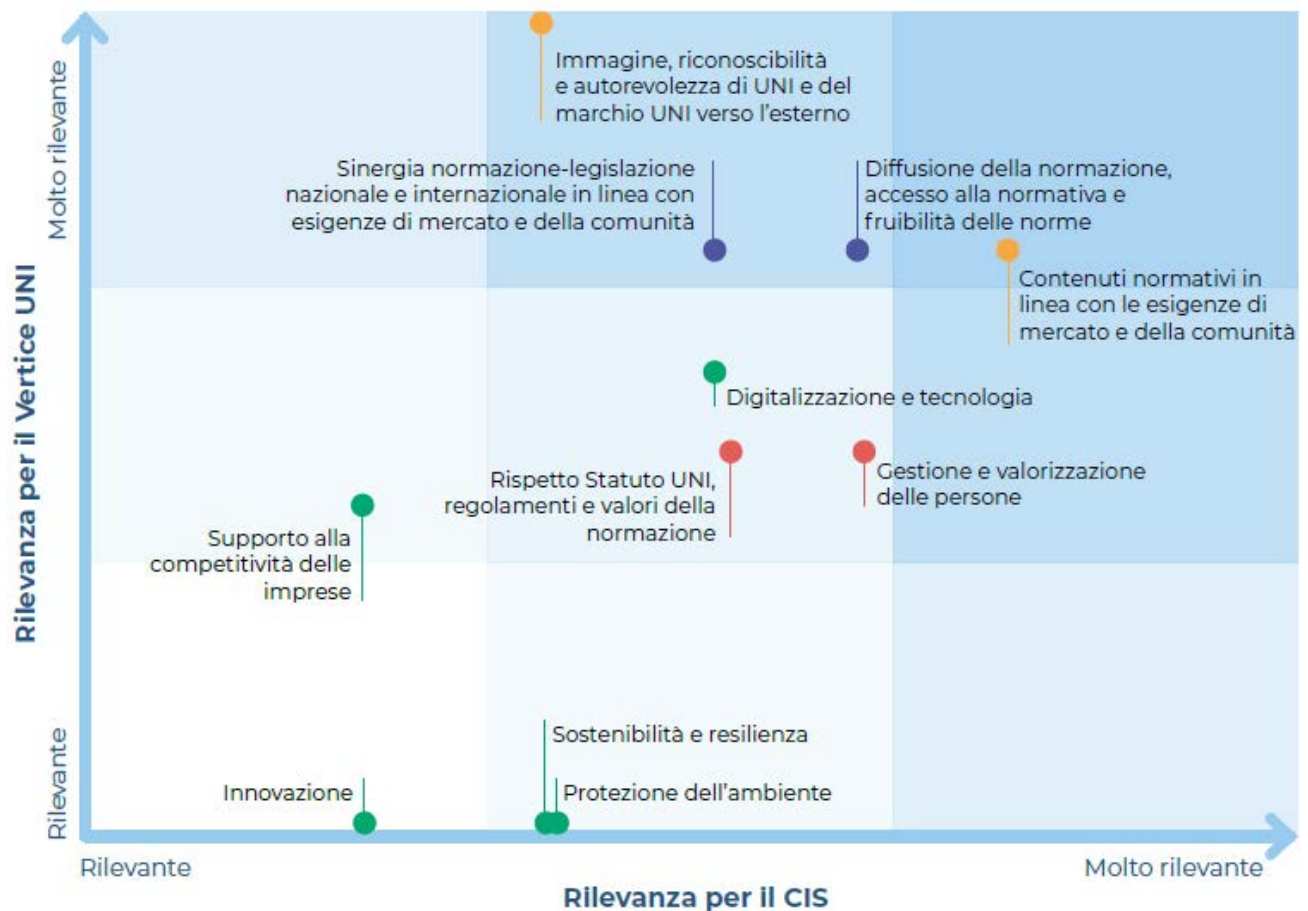 Molto rilevante
Rilevanza per il Vertice UNI
Rilevante
Immagine, riconoscibilità
e autorevolezza di UNI e del
marchio UNI verso l'esterno
Sinergia normazione-legislazione
nazionale e internazionale in linea con
esigenze di mercato e della comunità
Diffusione della normazione,
accesso alla normativa e
fruibilità delle norme
Contenuti normativi in
linea con le esigenze di
mercato e della comunità
Digitalizzazione e tecnologia
Rispetto Statuto UNI,
regolamenti e valori della
normazione
Gestione e valorizzazione
delle persone
Supporto alla
competitività delle
imprese
Sostenibilità e resilienza
Innovazione
Protezione dell'ambiente
Rilevante
Molto rilevante
Rilevanza per il CIS